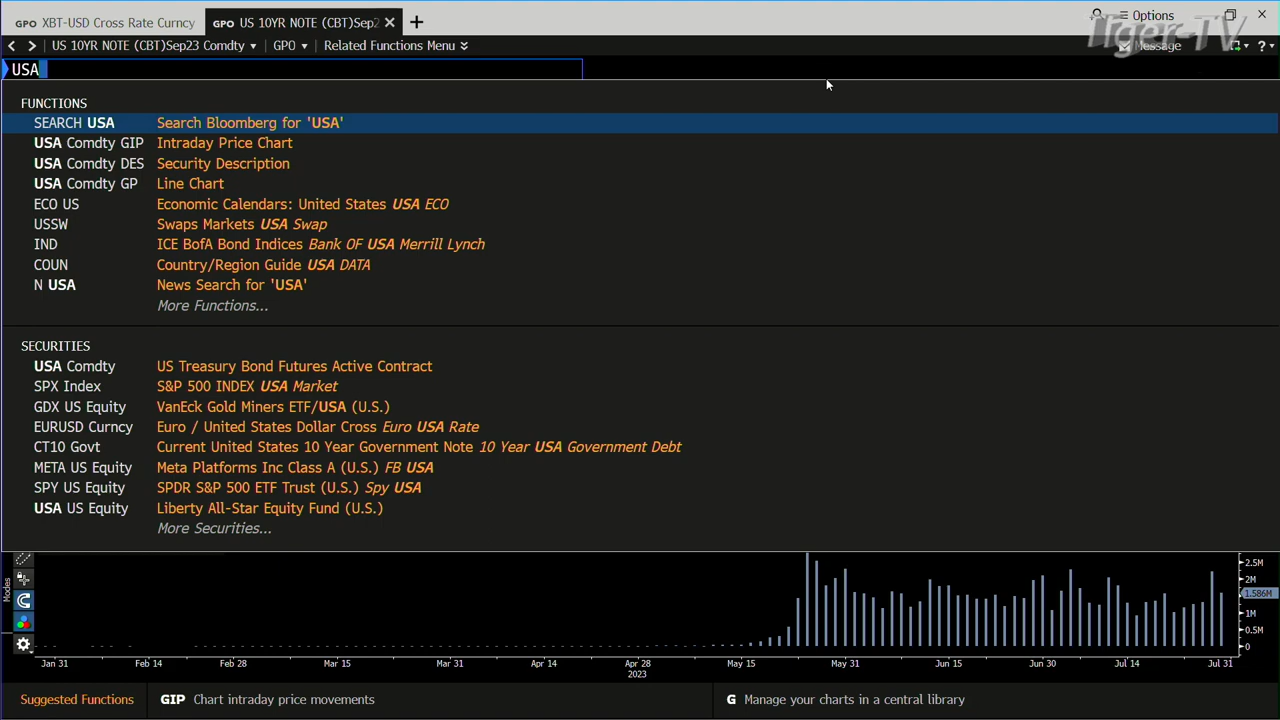 GPO XBT-USD Cross Rate Curncy
GPO US 10YR NOTE (CBT)Sep2
Options
US 10YR NOTE (CBT)Sep23 Comdty
GPO
Related Functions Menu
Message
?
Tiger-TV
USA
FUNCTIONS
SEARCH USA Search Bloomberg for 'USA'
USA Comdty GIP Intraday Price Chart
USA Comdty DES Security Description
USA Comdty GP Line Chart
ECO US Economic Calendars: United States USA ECO
USSW Swaps Markets USA Swap
IND ICE BofA Bond Indices Bank OF USA Merrill Lynch
COUN Country/Region Guide USA DATA
N USA News Search for 'USA'
More Functions...
SECURITIES
USA Comdty US Treasury Bond Futures Active Contract
SPX Index S&P 500 INDEX USA Market
GDX US Equity VanEck Gold Miners ETF/USA (U.S.)
EURUSD Curncy Euro / United States Dollar Cross Euro USA Rate
CT10 Govt Current United States 10 Year Government Note 10 Year USA Government Debt
META US Equity Meta Platforms Inc Class A (U.S.) FB USA
SPY US Equity SPDR S&P 500 ETF Trust (U.S.) Spy USA
USA US Equity Liberty All-Star Equity Fund (U.S.)
More Securities...
Modes
2.5M
2M
1.586M
1M
0.5M
0
Jan 31 Feb 14 Feb 28 Mar 15 Mar 31 Apr 14 Apr 28 May 15 May 31 Jun 15 Jun 30 Jul 14 Jul 31
2023
Suggested Functions GIP Chart intraday price movements G Manage your charts in a central library